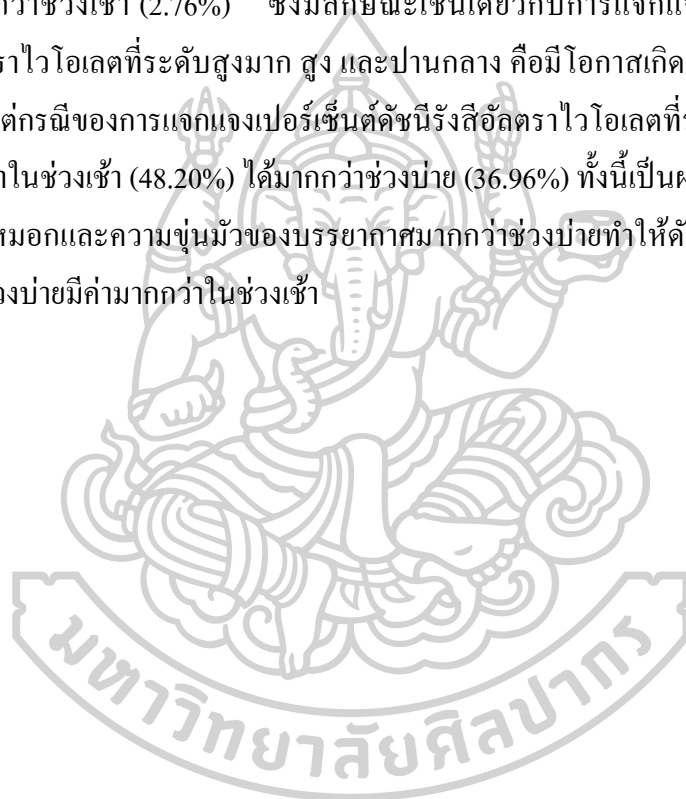 กว่าช่วงเช้า (2.76%) ซึ่งมีลักษณะเช่นเดียวกับการแจกแจ
ราไวโอเลตที่ระดับสูงมาก สูง และปานกลาง คือมีโอกาสเกิด
ต่กรณีของการแจกแจงเปอร์เซ็นต์ดัชนีรังสีอัลตราไวโอเลตที่ร
าในช่วงเช้า (48.20%) ได้มากกว่าช่วงบ่าย (36.96%) ทั้งนี้เป็นผ
หมอกและความขุ่นมัวของบรรยากาศมากกว่าช่วงบ่ายทำให้ดั
วงบ่ายมีค่ามากกว่าในช่วงเช้า
มหาวิทยาลัยศิลปากร